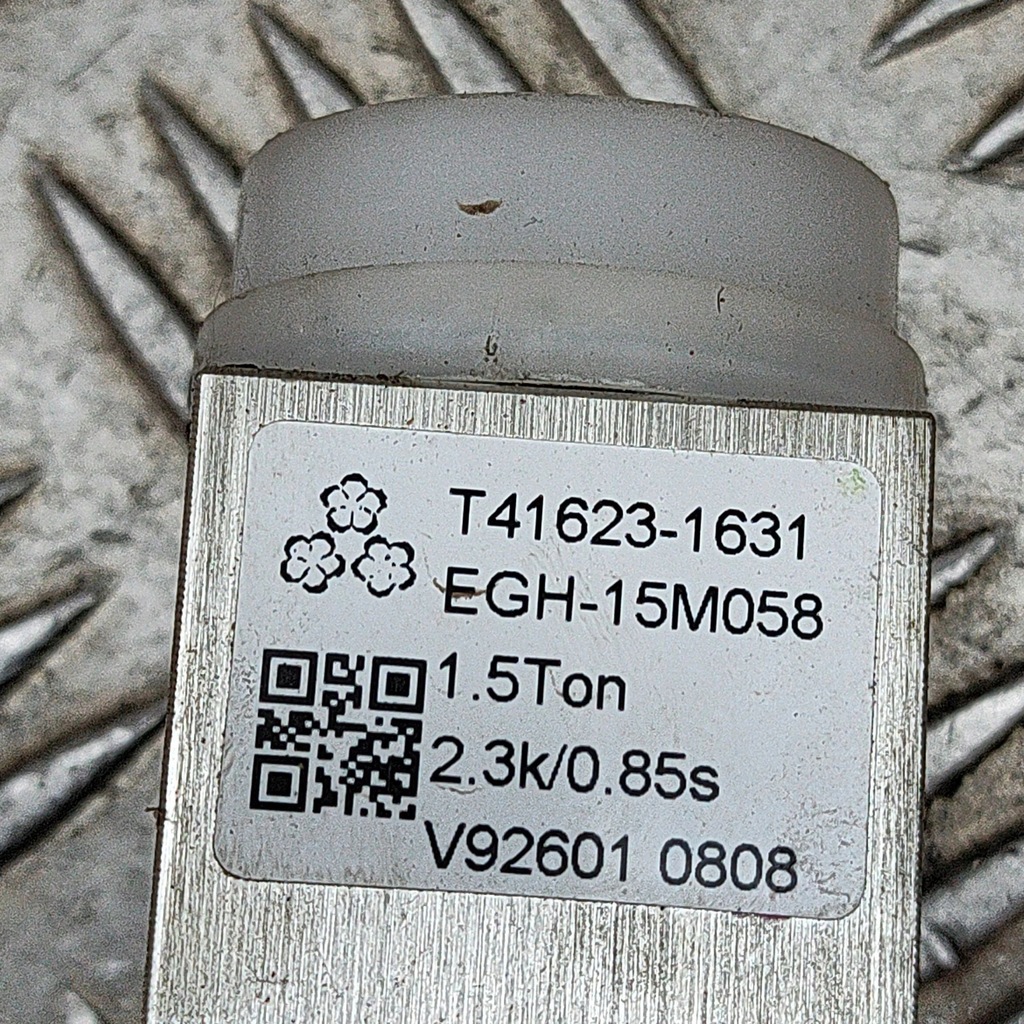 T41623-1631
EGH-15M058
1.5Ton
2.3k/0.85s
V92601 0808